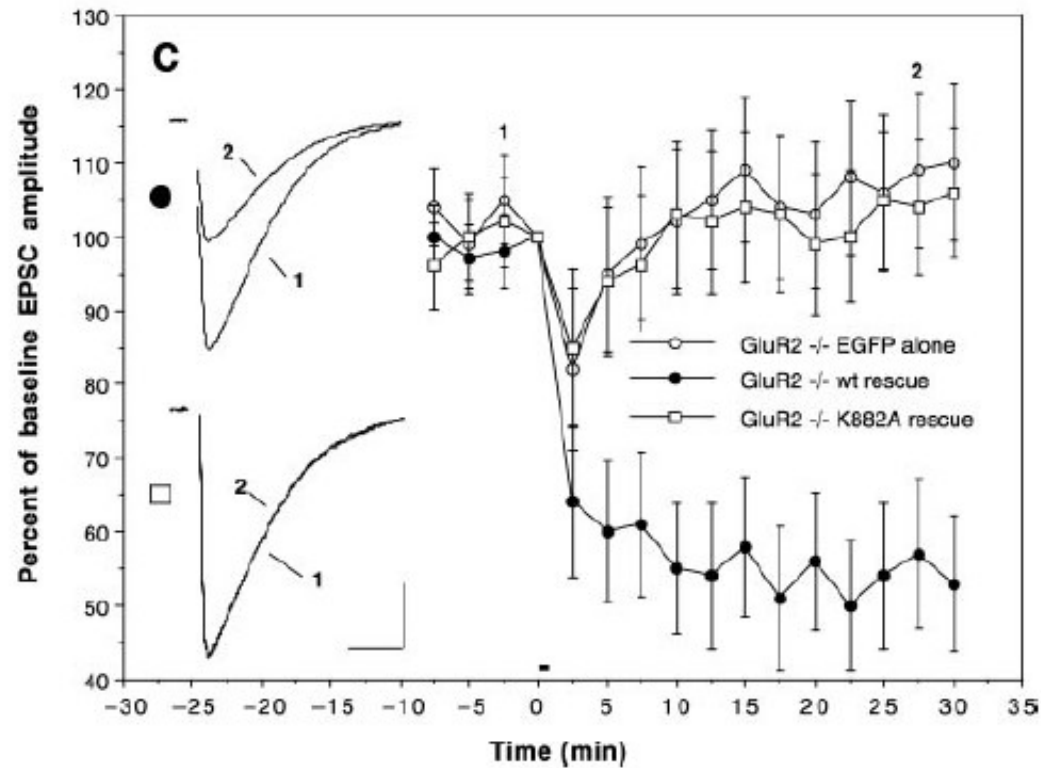 C
Percent of baseline EPSC amplitude
130
120
110
100
90
80
70
60
50
40
2
1
2
1
1
2
GluR2 -/- EGFP alone
GluR2 -/- wt rescue
GluR2 -/- K882A rescue
-30 -25 -20 -15 -10 -5 0 5 10 15 20 25 30 35
Time (min)